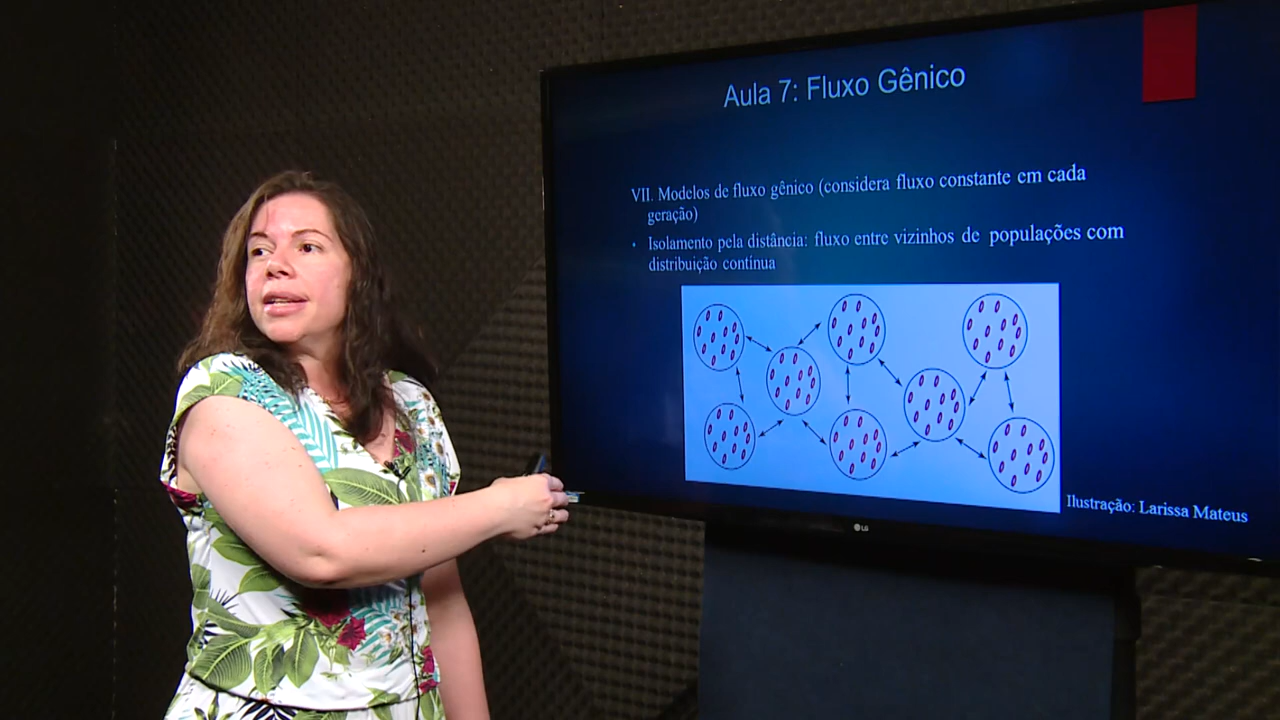 Aula 7: Fluxo Gênico
VII. Modelos de fluxo gênico (considera fluxo constante em cada
geração)
• Isolamento pela distância: fluxo entre vizinhos de populações com
distribuição contínua
Ilustração: Larissa Mateus
LG